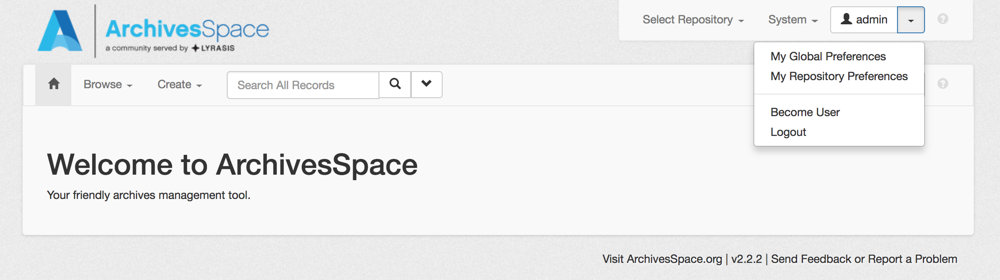 ArchivesSpace
a community served by LYRASIS
Select Repository
System
admin
?
My Global Preferences
My Repository Preferences
Become User
Logout
Browse
Create
Search All Records
?
Welcome to ArchivesSpace
Your friendly archives management tool.
Visit ArchivesSpace.org | v2.2.2 | Send Feedback or Report a Problem